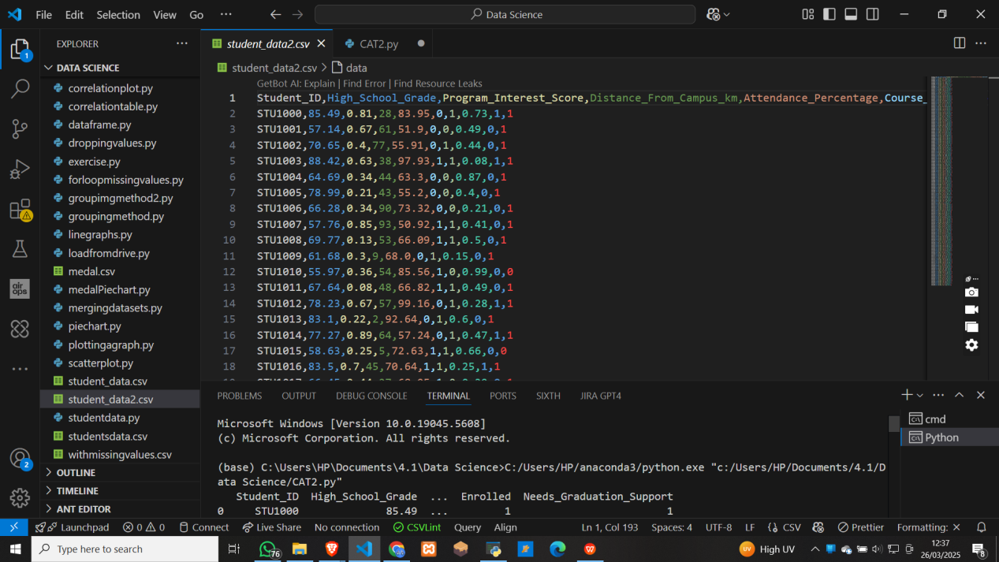 File Edit Selection View Go ... Data Science
EXPLORER ...
1
DATA SCIENCE
correlationplot.py
correlationtable.py
dataframe.py
droppingvalues.py
exercise.py
forloopmissingvalues.py
groupimgmethod2.py
groupingmethod.py
linegraphs.py
loadfromdrive.py
medal.csv
medalPiechart.py
mergingdatasets.py
piechart.py
plottingagraph.py
scatterplot.py
student_data.csv
student_data2.csv
studentdata.py
studentsdata.csv
withmissingvalues.csv
OUTLINE
TIMELINE
ANT EDITOR
air ops
2
student_data2.csv CAT2.py
student_data2.csv > data
GetBot AI: Explain | Find Error | Find Resource Leaks
1 Student_ID,High_School_Grade,Program_Interest_Score,Distance_From_Campus_km,Attendance_Percentage,Course_
2 STU1000,85.49,0.81,28,83.95,0,1,0.73,1,1
3 STU1001,57.14,0.67,61,51.9,0,0,0.49,0,1
4 STU1002,70.65,0.4,77,55.91,0,1,0.44,0,1
5 STU1003,88.42,0.63,38,97.93,1,1,0.08,1,1
6 STU1004,64.69,0.34,44,63.3,0,0,0.87,0,1
7 STU1005,78.99,0.21,43,55.2,0,0,0.4,0,1
8 STU1006,66.28,0.34,90,73.32,0,0,0.21,0,1
9 STU1007,57.76,0.85,93,50.92,1,1,0.41,0,1
10 STU1008,69.77,0.13,53,66.09,1,1,0.5,0,1
11 STU1009,61.68,0.3,9,68.0,0,1,0.15,0,1
12 STU1010,55.97,0.36,54,85.56,1,0,0.99,0,0
13 STU1011,67.64,0.08,48,66.82,1,1,0.49,0,1
14 STU1012,78.23,0.67,57,99.16,0,1,0.28,1,1
15 STU1013,83.1,0.22,2,92.64,0,1,0.6,0,1
16 STU1014,77.27,0.89,64,57.24,0,1,0.47,1,1
17 STU1015,58.63,0.25,5,72.63,1,1,0.66,0,0
18 STU1016,83.5,0.7,45,70.64,1,1,0.25,1,1
PROBLEMS OUTPUT DEBUG CONSOLE TERMINAL PORTS SIXTH JIRA GPT4
cmd
Python
Microsoft Windows [Version 10.0.19045.5608]
(c) Microsoft Corporation. All rights reserved.
(base) C:\Users\HP\Documents\4.1\Data Science>C:/Users/HP/anaconda3/python.exe "c:/Users/HP/Documents/4.1/D
ata Science/CAT2.py"
Student_ID High_School_Grade ... Enrolled Needs_Graduation_Support
0 STU1000 85.49 ... 1 1
Launchpad 0 0 Connect Live Share No connection CSVLint Query Align Ln 1, Col 193 Spaces: 4 UTF-8 LF CSV Prettier Formatting: ×
Type here to search 76 UV High UV 12:37
26/03/2025 8